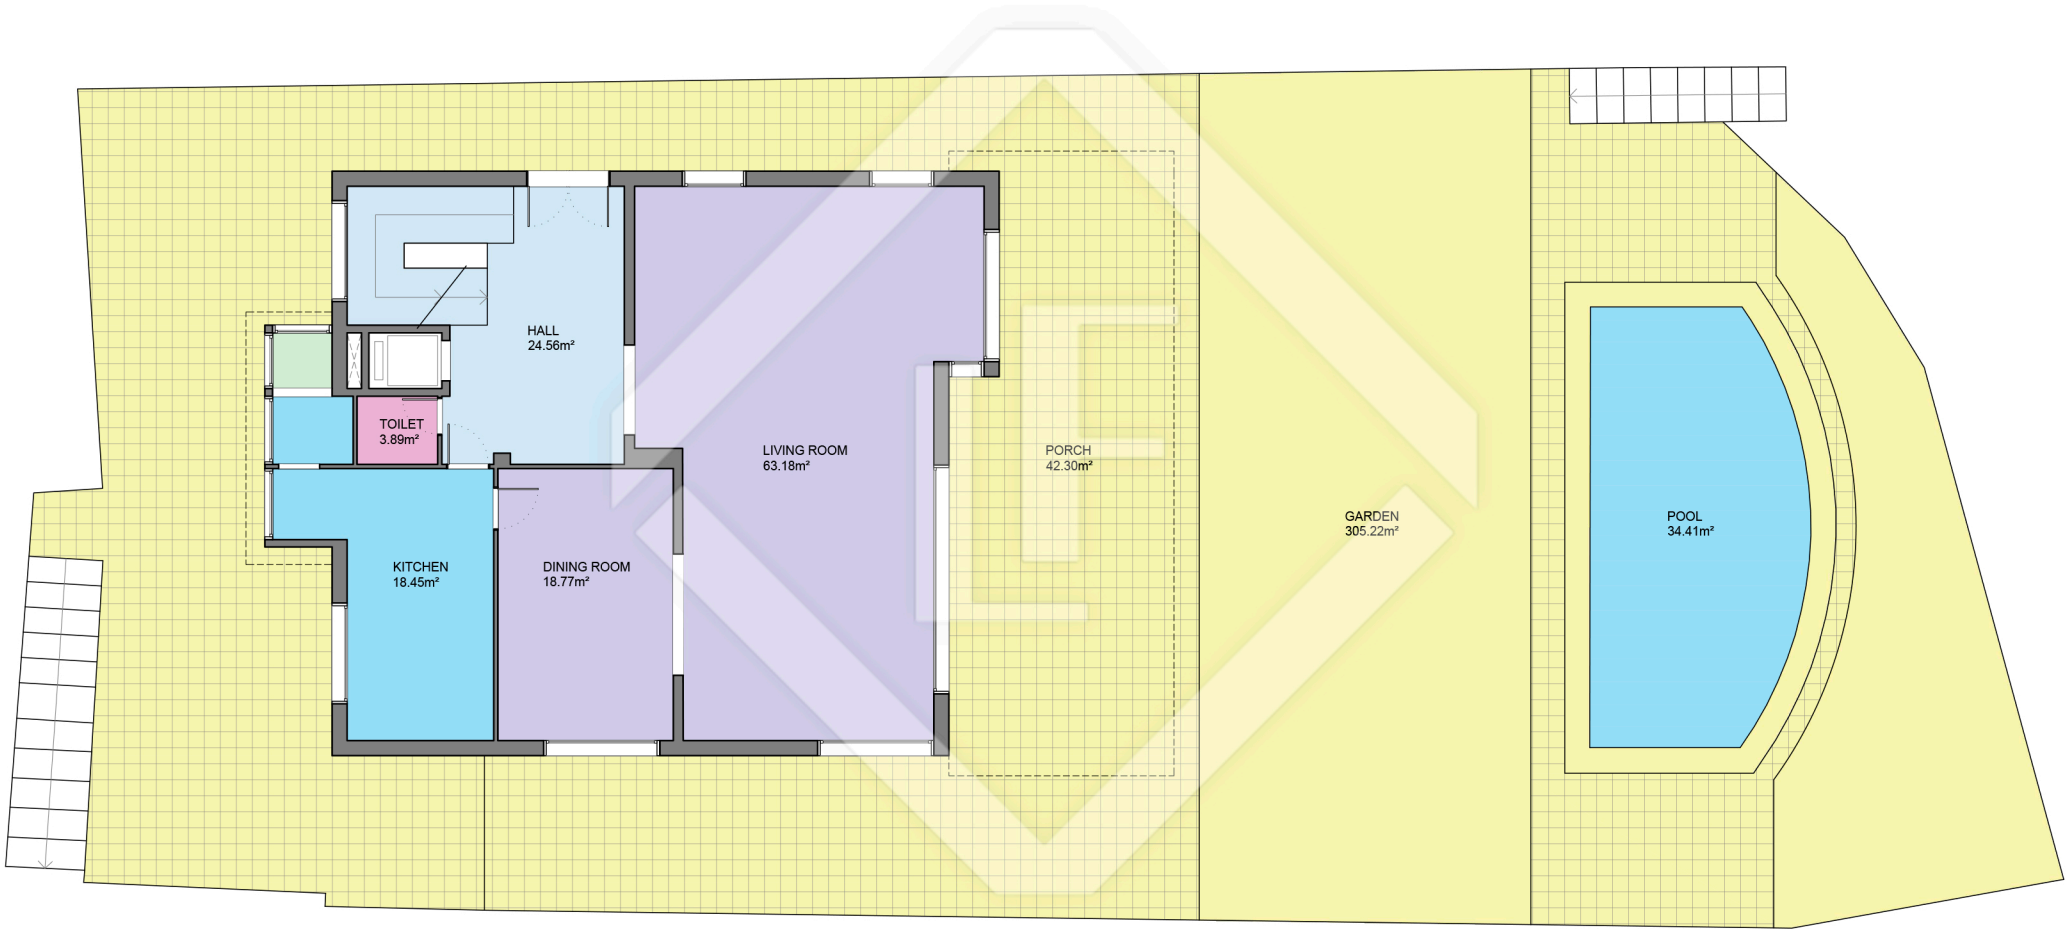 HALL
24.56m²
TOILET
3.89m²
LIVING ROOM
63.18m²
PORCH
42.30m²
GARDEN
305.22m²
POOL
34.41m²
KITCHEN
18.45m²
DINING ROOM
18.77m²
LF